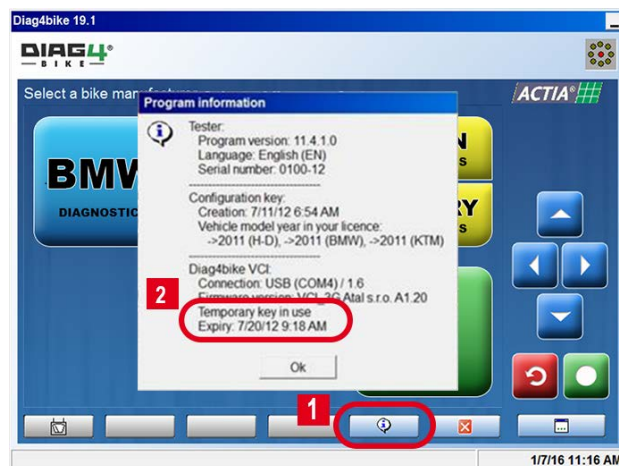 Diag4bike 19.1
DIAG4®
BIKE
Select a bike man
ACTIA®
Program information
Tester:
Program version: 11.4.1.0
Language: English (EN)
Serial number: 0100-12
Configuration key:
Creation: 7/11/12 6:54 AM
Vehicle model year in your licence:
->2011 (H-D), ->2011 (BMW), ->2011 (KTM)
Diag4bike VCI:
Connection: USB (COM4) / 1.6
Firmware version: VCI_3G Atal s.r.o. A1.20
Temporary key in use
Expiry: 7/20/12 9:18 AM
Ok
BMW
DIAGNOSTIC
N
S
RY
S
2
1
1/7/16 11:16 AM